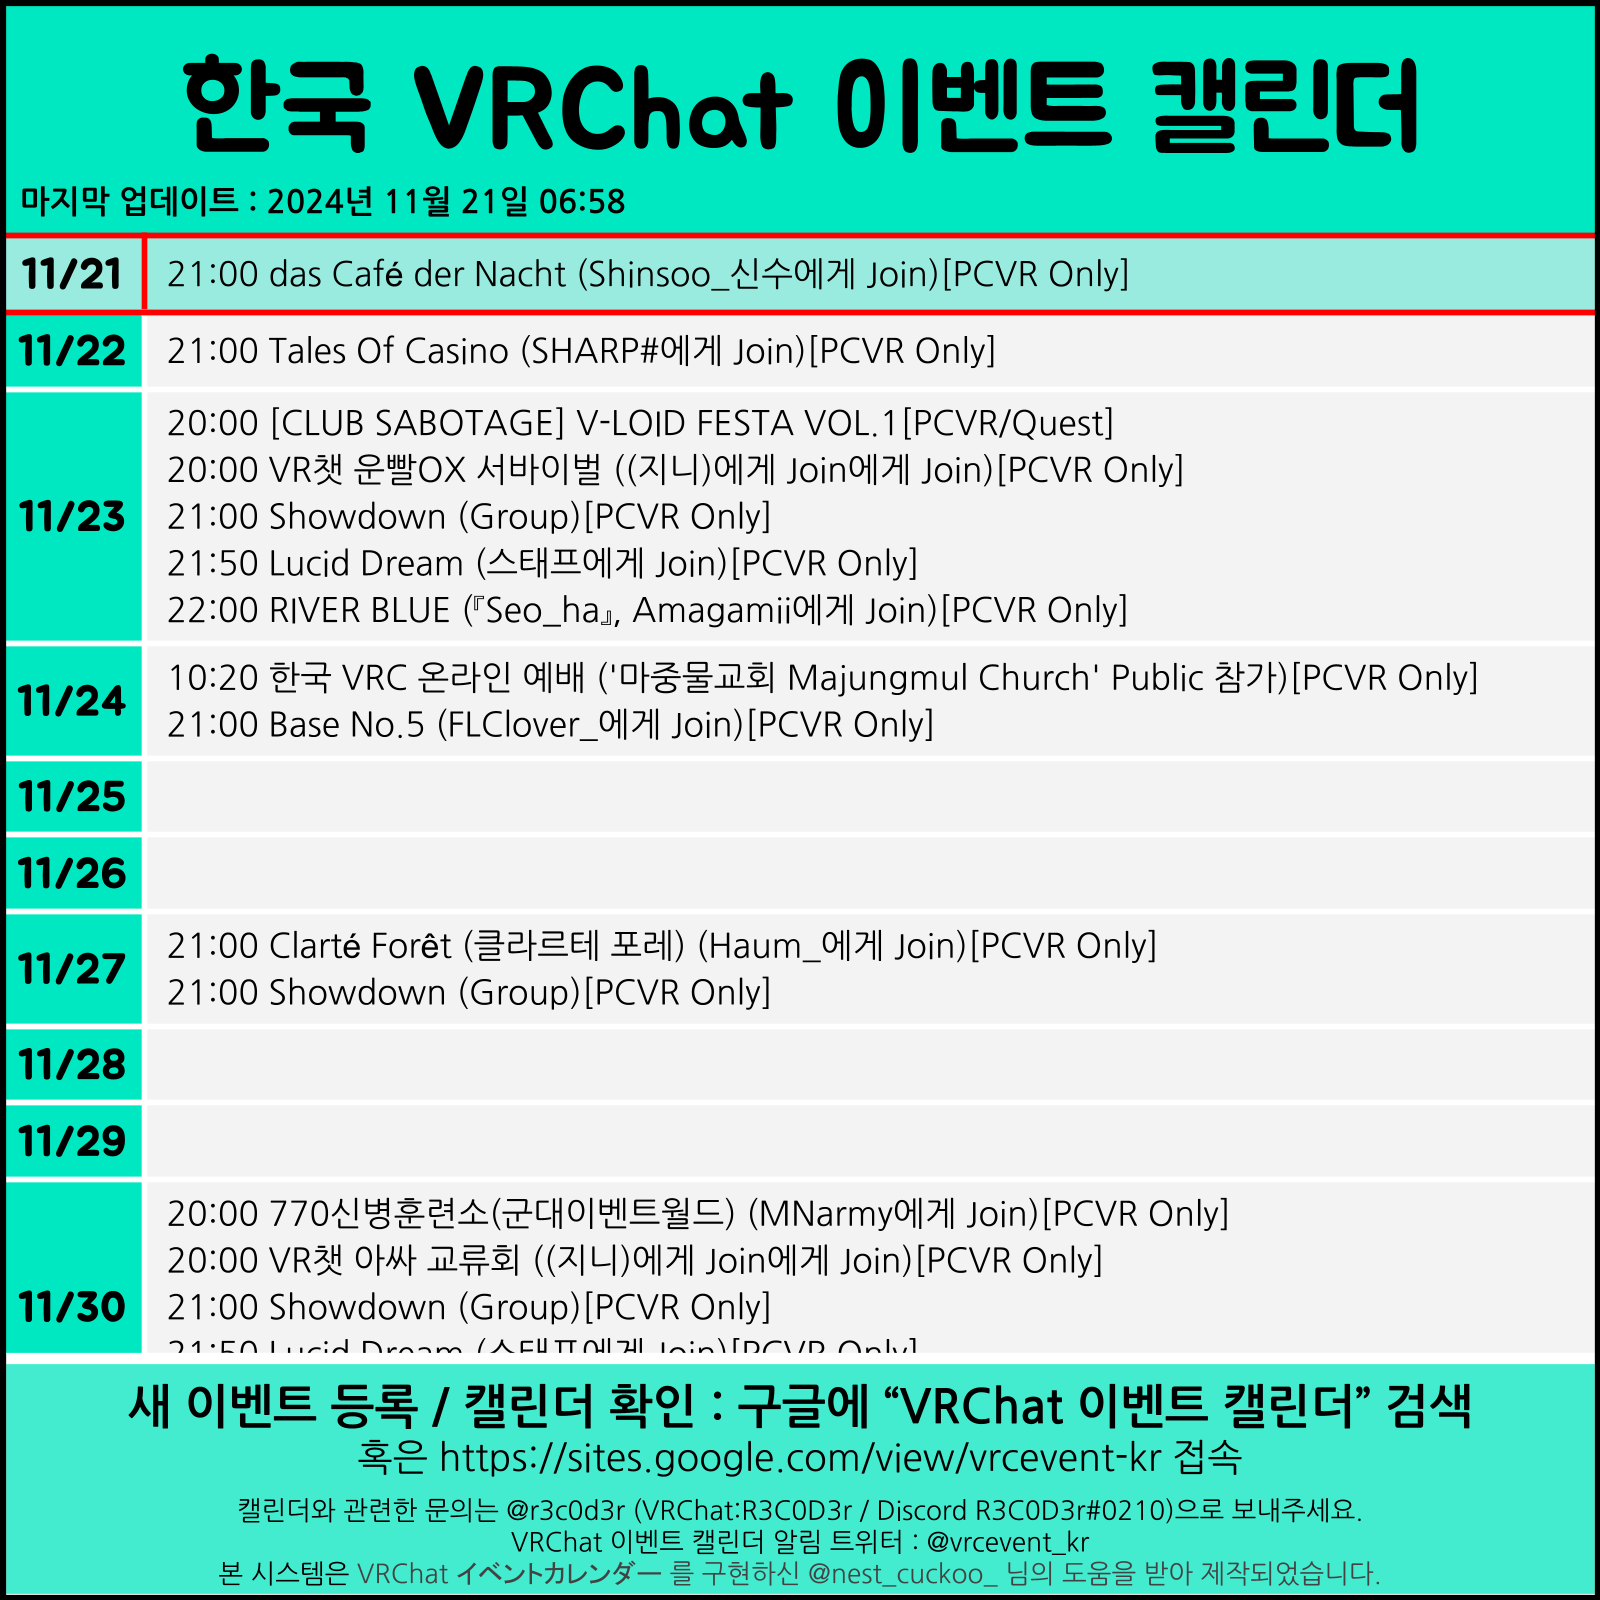 한국 VRChat 이벤트 캘린더
마지막 업데이트 : 2024년 11월 21일 06:58
11/21
21:00 das Café der Nacht (Shinsoo_신수에게 Join)[PCVR Only]
11/22
21:00 Tales Of Casino (SHARP#에게 Join)[PCVR Only]
11/23
20:00 [CLUB SABOTAGE] V-LOID FESTA VOL.1[PCVR/Quest]
20:00 VR챗 운빨OX 서바이벌 ((지니)에게 Join에게 Join)[PCVR Only]
21:00 Showdown (Group)[PCVR Only]
21:50 Lucid Dream (스태프에게 Join)[PCVR Only]
22:00 RIVER BLUE (『Seo_ha』, Amagamii에게 Join)[PCVR Only]
11/24
10:20 한국 VRC 온라인 예배 ('마중물교회 Majungmul Church' Public 참가)[PCVR Only]
21:00 Base No.5 (FLClover_에게 Join)[PCVR Only]
11/25
11/26
11/27
21:00 Clarté Forêt (클라르테 포레) (Haum_에게 Join)[PCVR Only]
21:00 Showdown (Group)[PCVR Only]
11/28
11/29
11/30
20:00 770신병훈련소(군대이벤트월드) (MNarmy에게 Join)[PCVR Only]
20:00 VR챗 아싸 교류회 ((지니)에게 Join에게 Join)[PCVR Only]
21:00 Showdown (Group)[PCVR Only]
21:50 Lucid Dream (스태프에게 Join)[PCVR Only]
새 이벤트 등록 / 캘린더 확인 : 구글에 “VRChat 이벤트 캘린더” 검색
혹은 https://sites.google.com/view/vrcevent-kr 접속
캘린더와 관련한 문의는 @r3c0d3r (VRChat:R3C0D3r / Discord R3C0D3r#0210)으로 보내주세요.
VRChat 이벤트 캘린더 알림 트위터 : @vrcevent_kr
본 시스템은 VRChat イベントカレンダー 를 구현하신 @nest_cuckoo_ 님의 도움을 받아 제작되었습니다.